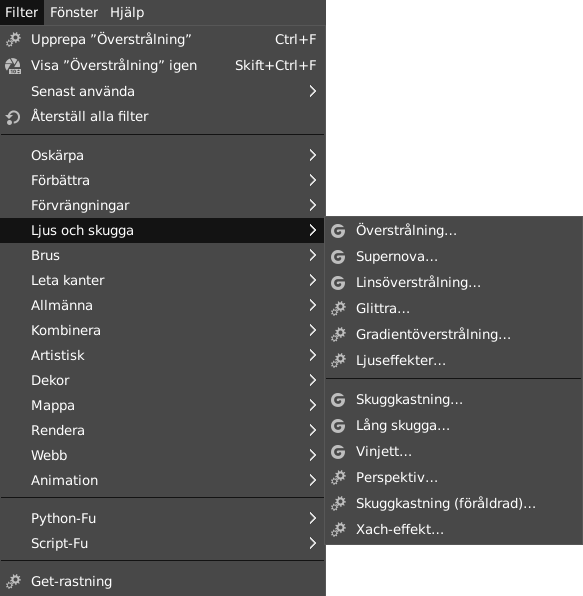 Filter Fönster Hjälp
Upprepa ”Överstrålning” Ctrl+F
Visa ”Överstrålning” igen Skift+Ctrl+F
Senast använda
Återställ alla filter
Oskärpa
Förbättra
Förvrängningar
Ljus och skugga
Brus
Leta kanter
Allmänna
Kombinera
Artistisk
Dekor
Mappa
Rendera
Webb
Animation
Python-Fu
Script-Fu
Get-rastning
Överstrålning…
Supernova…
Linsöverstrålning…
Glittra…
Gradientöverstrålning…
Ljuseffekter…
Skuggkastning…
Lång skugga…
Vinjett…
Perspektiv…
Skuggkastning (föråldrad)…
Xach-effekt…